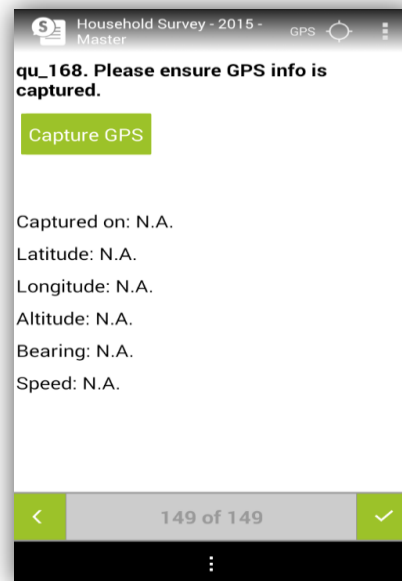 S
Household Survey - 2015 -
Master
GPS
qu_168. Please ensure GPS info is
captured.
Capture GPS
Captured on: N.A.
Latitude: N.A.
Longitude: N.A.
Altitude: N.A.
Bearing: N.A.
Speed: N.A.
149 of 149